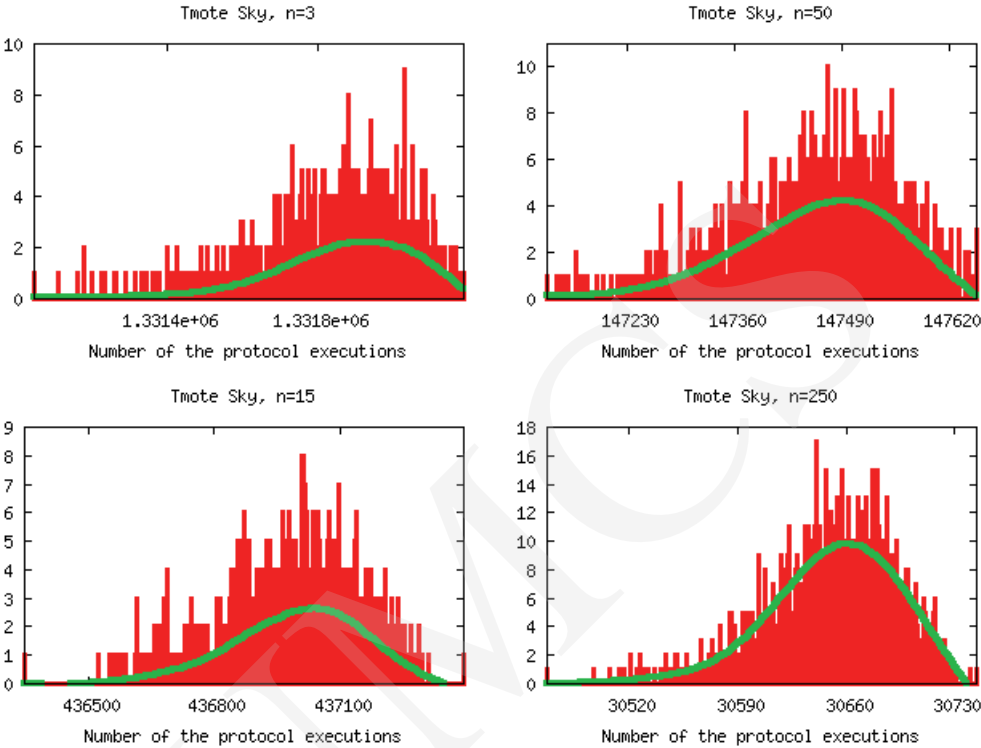 Tmote Sky, n=3
10
8
6
4
2
0
1.3314e+06 1.3318e+06
Number of the protocol executions
Tmote Sky, n=50
10
8
6
4
2
0
147230 147360 147490 147620
Number of the protocol executions
Tmote Sky, n=15
9
8
7
6
5
4
3
2
1
0
436500 436800 437100
Number of the protocol executions
Tmote Sky, n=250
18
16
14
12
10
8
6
4
2
0
30520 30590 30660 30730
Number of the protocol executions
UMCS